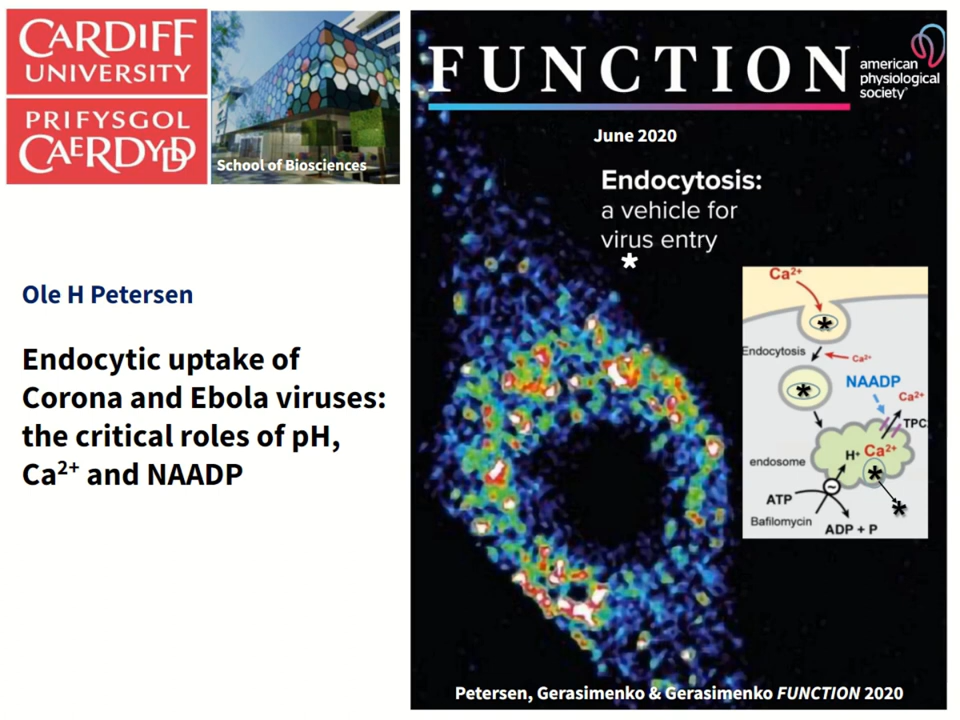 CARDIFF
UNIVERSITY
PRIFYSGOL
CAERDYDD
School of Biosciences
Ole H Petersen
Endocytic uptake of
Corona and Ebola viruses:
the critical roles of pH,
Ca²⁺ and NAADP
FUNCTION
american
physiological
society®
June 2020
Endocytosis:
a vehicle for
virus entry
*
Ca²⁺
*
Endocytosis
Ca²⁺
*
NAADP
Ca²⁺
TPC
H⁺ Ca²⁺
endosome
*
~
*
ATP
Bafilomycin
ADP + P
Petersen, Gerasimenko & Gerasimenko FUNCTION 2020